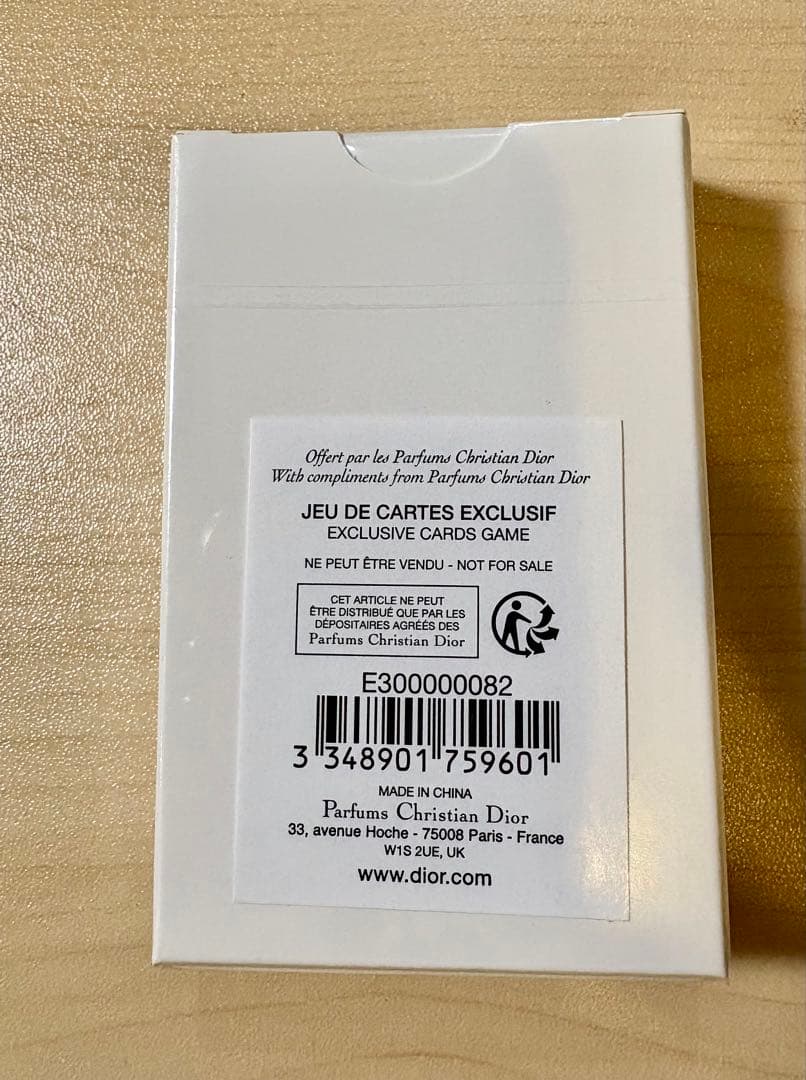 Offert par les Parfums Christian Dior
With compliments from Parfums Christian Dior
JEU DE CARTES EXCLUSIF
EXCLUSIVE CARDS GAME
NE PEUT ÊTRE VENDU - NOT FOR SALE
CET ARTICLE NE PEUT
ÊTRE DISTRIBUÉ QUE PAR LES
DÉPOSITAIRES AGRÉÉS DES
Parfums Christian Dior
E300000082
3 348901 759601
MADE IN CHINA
Parfums Christian Dior
33, avenue Hoche - 75008 Paris - France
W1S 2UE, UK
www.dior.com